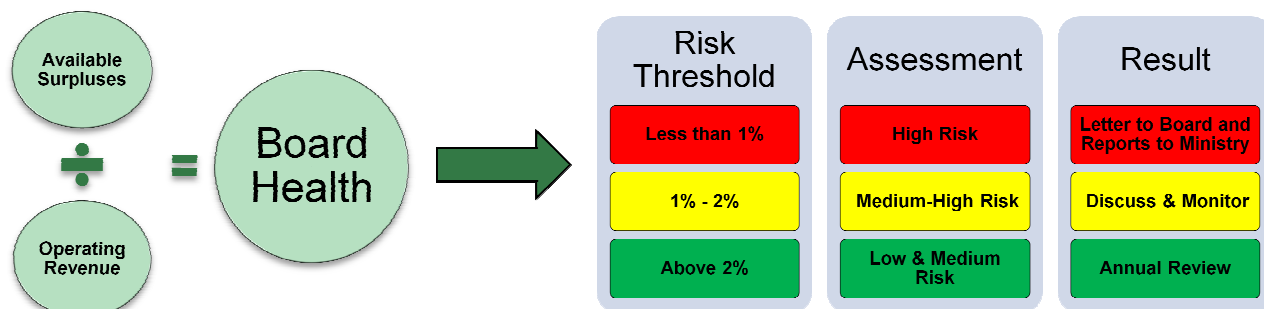 Available
Surpluses
÷
Operating
Revenue
=
Board
Health
Risk
Threshold
Less than 1%
1% - 2%
Above 2%
Assessment
High Risk
Medium-High Risk
Low & Medium
Risk
Result
Letter to Board and
Reports to Ministry
Discuss & Monitor
Annual Review